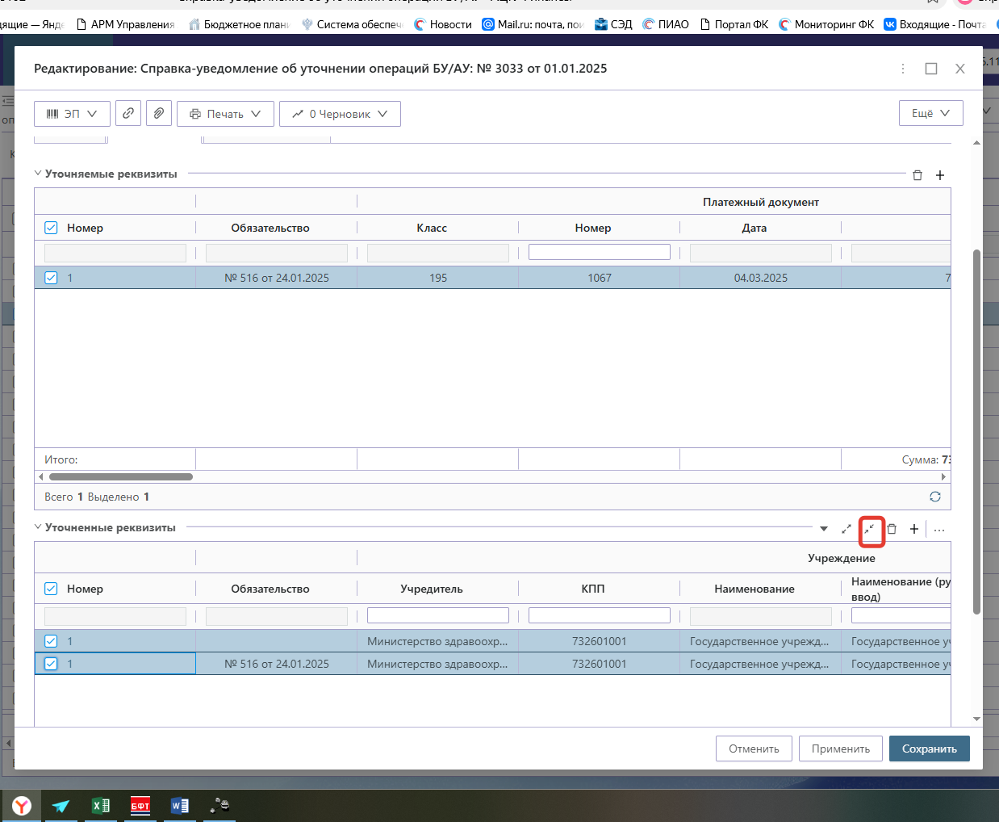 АРМ Управления
Бюджетное плани
Система обеспеч
Новости
Mail.ru: почта, пои
СЭД
ПИАО
Портал ФК
Мониторинг ФК
Входящие - Почта
Редактирование: Справка-уведомление об уточнении операций БУ/АУ: № 3033 от 01.01.2025
ЭП
Печать
0 Черновик
Ещё
Уточняемые реквизиты
Платежный документ
Номер Обязательство Класс Номер Дата
1 № 516 от 24.01.2025 195 1067 04.03.2025 7
Итого: Сумма: 73
Всего 1 Выделено 1
Уточненные реквизиты
Учреждение
Номер Обязательство Учредитель КПП Наименование Наименование (ру
ввод)
1 Министерство здравоохр... 732601001 Государственное учрежд... Государственное уч
1 № 516 от 24.01.2025 Министерство здравоохр... 732601001 Государственное учрежд... Государственное уч
Отменить
Применить
Сохранить
БФТ